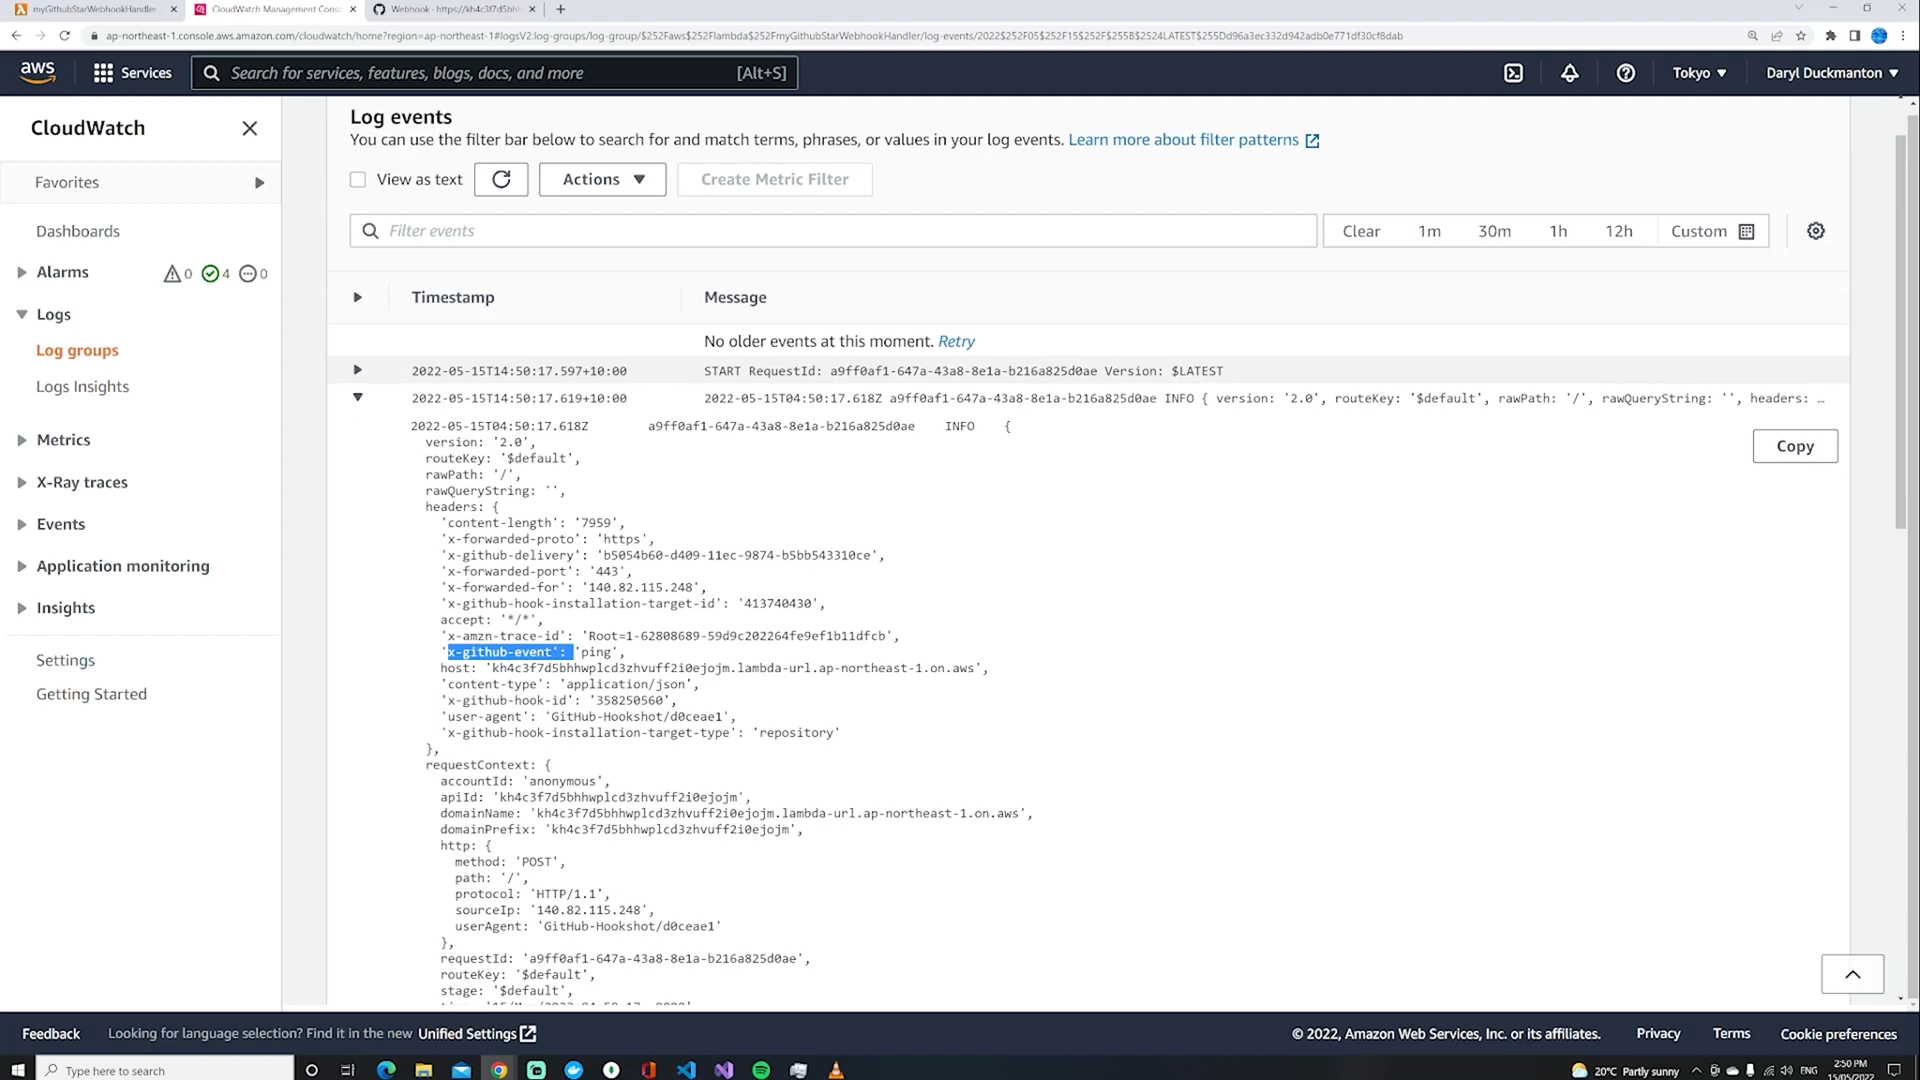 myGithubStarWebhookHandler
CloudWatch Management Conso
Webhook · https://kh4c3f7d5bhh
ap-northeast-1.console.aws.amazon.com/cloudwatch/home?region=ap-northeast-1#logsV2:log-groups/log-group/$252Faws$252Flambda$252FmyGithubStarWebhookHandler/log-events/2022$252F05$252F15$252F$255B$2524LATEST$255Dd96a3ec332d942adb0e771df30cf8dab
aws
Services
Search for services, features, blogs, docs, and more
[Alt+S]
Tokyo
Daryl Duckmanton
CloudWatch
Favorites
Dashboards
Alarms
0
4
0
Logs
Log groups
Logs Insights
Metrics
X-Ray traces
Events
Application monitoring
Insights
Settings
Getting Started
Log events
You can use the filter bar below to search for and match terms, phrases, or values in your log events. Learn more about filter patterns
View as text
Actions
Create Metric Filter
Filter events
Clear 1m 30m 1h 12h Custom
Timestamp Message
No older events at this moment. Retry
2022-05-15T14:50:17.597+10:00 START RequestId: a9ff0af1-647a-43a8-8e1a-b216a825d0ae Version: $LATEST
2022-05-15T14:50:17.619+10:00 2022-05-15T04:50:17.618Z a9ff0af1-647a-43a8-8e1a-b216a825d0ae INFO { version: '2.0', routeKey: '$default', rawPath: '/', rawQueryString: '', headers: …
2022-05-15T04:50:17.618Z a9ff0af1-647a-43a8-8e1a-b216a825d0ae INFO {
Copy
version: '2.0',
routeKey: '$default',
rawPath: '/',
rawQueryString: '',
headers: {
'content-length': '7959',
'x-forwarded-proto': 'https',
'x-github-delivery': 'b5054b60-d409-11ec-9874-b5bb543310ce',
'x-forwarded-port': '443',
'x-forwarded-for': '140.82.115.248',
'x-github-hook-installation-target-id': '413740430',
accept: '*/*',
'x-amzn-trace-id': 'Root=1-62808689-59d9c202264fe9ef1b11dfcb',
'x-github-event': 'ping',
host: 'kh4c3f7d5bhhwplcd3zhvuff2i0ejojm.lambda-url.ap-northeast-1.on.aws',
'content-type': 'application/json',
'x-github-hook-id': '358250560',
'user-agent': 'GitHub-Hookshot/d0ceae1',
'x-github-hook-installation-target-type': 'repository'
},
requestContext: {
accountId: 'anonymous',
apiId: 'kh4c3f7d5bhhwplcd3zhvuff2i0ejojm',
domainName: 'kh4c3f7d5bhhwplcd3zhvuff2i0ejojm.lambda-url.ap-northeast-1.on.aws',
domainPrefix: 'kh4c3f7d5bhhwplcd3zhvuff2i0ejojm',
http: {
method: 'POST',
path: '/',
protocol: 'HTTP/1.1',
sourceIp: '140.82.115.248',
userAgent: 'GitHub-Hookshot/d0ceae1'
},
requestId: 'a9ff0af1-647a-43a8-8e1a-b216a825d0ae',
routeKey: '$default',
stage: '$default',
Feedback
Looking for language selection? Find it in the new Unified Settings
© 2022, Amazon Web Services, Inc. or its affiliates.
Privacy
Terms
Cookie preferences
Type here to search
20°C Partly sunny
ENG
2:50 PM
15/05/2022